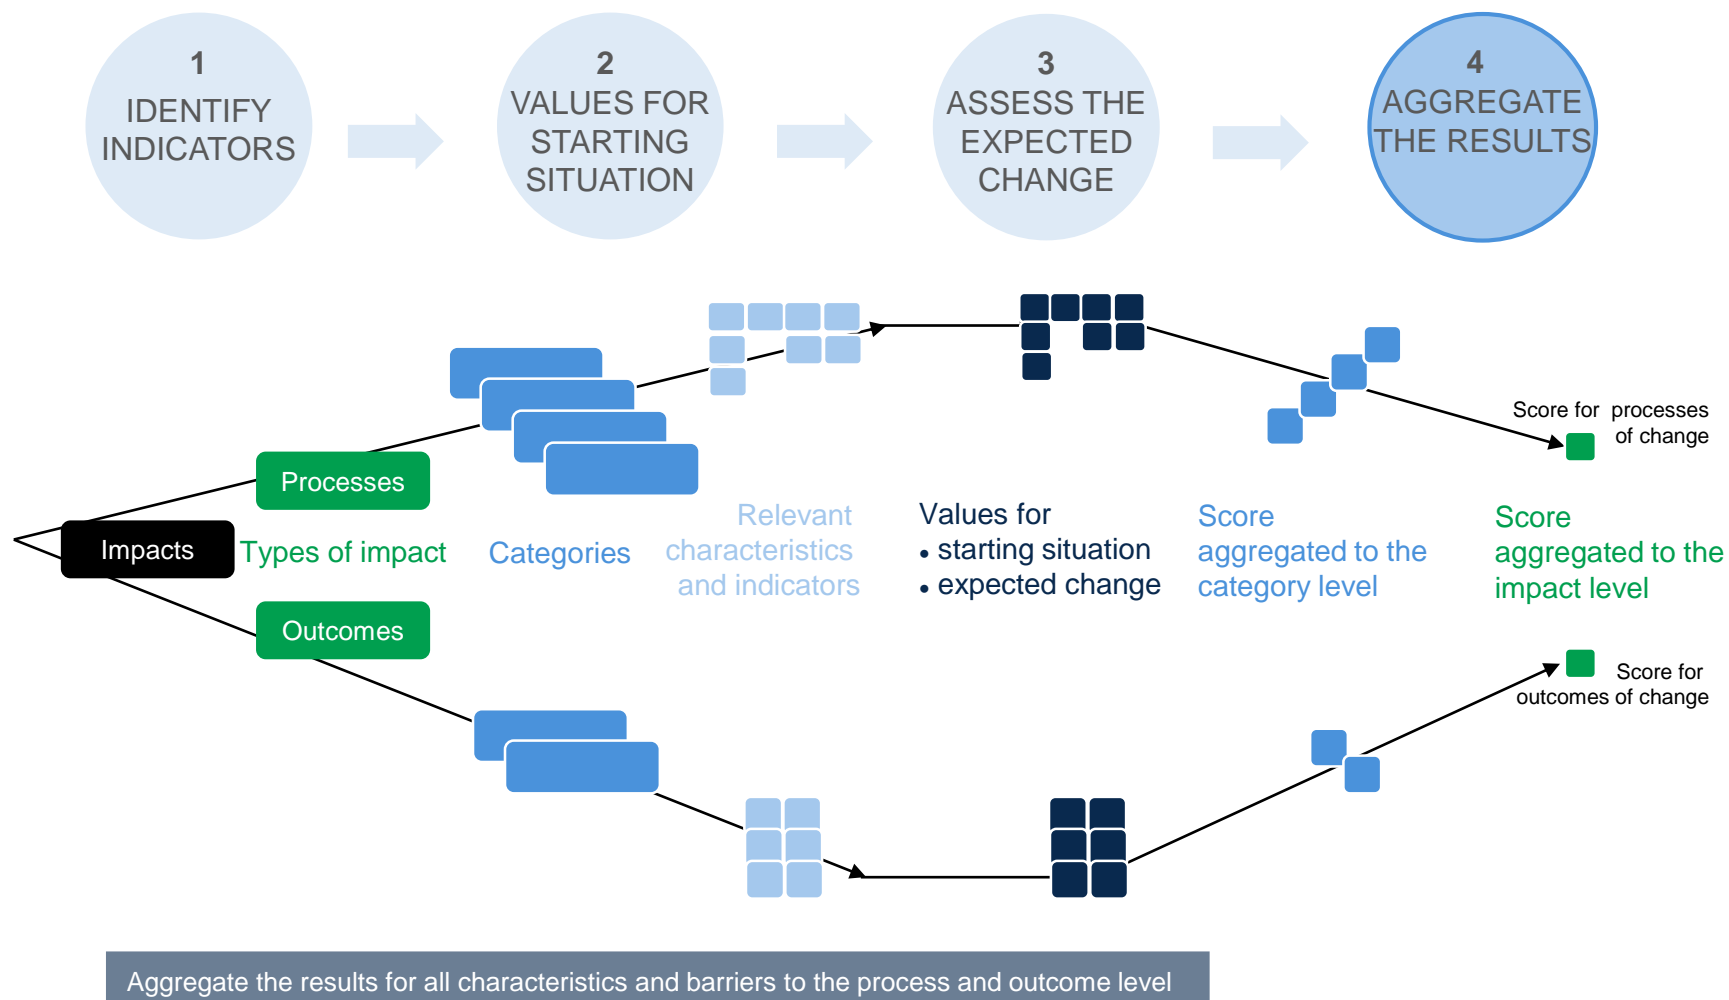 1
IDENTIFY
INDICATORS
2
VALUES FOR
STARTING
SITUATION
3
ASSESS THE
EXPECTED
CHANGE
4
AGGREGATE
THE RESULTS
Score for processes
of change
Processes
Impacts
Types of impact
Categories
Relevant
characteristics
and indicators
Values for
• starting situation
• expected change
Score
aggregated to the
category level
Score
aggregated to the
impact level
Outcomes
Score for
outcomes of change
Aggregate the results for all characteristics and barriers to the process and outcome level